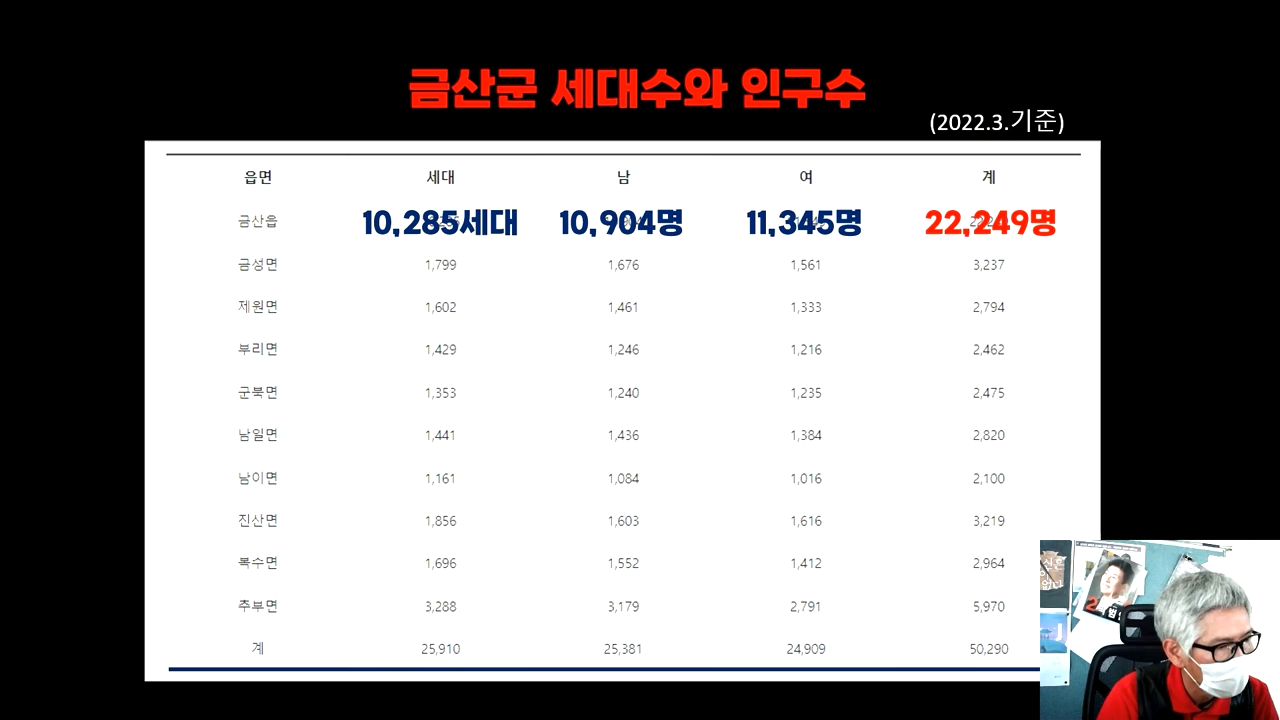 금산군 세대수와 인구수
(2022.3.기준)
읍면 세대 남 여 계
금산읍 10,285세대 10,904명 11,345명 22,249명
금성면 1,799 1,676 1,561 3,237
제원면 1,602 1,461 1,333 2,794
부리면 1,429 1,246 1,216 2,462
군북면 1,353 1,240 1,235 2,475
남일면 1,441 1,436 1,384 2,820
남이면 1,161 1,084 1,016 2,100
진산면 1,856 1,603 1,616 3,219
복수면 1,696 1,552 1,412 2,964
추부면 3,288 3,179 2,791 5,970
계 25,910 25,381 24,909 50,290
2
범